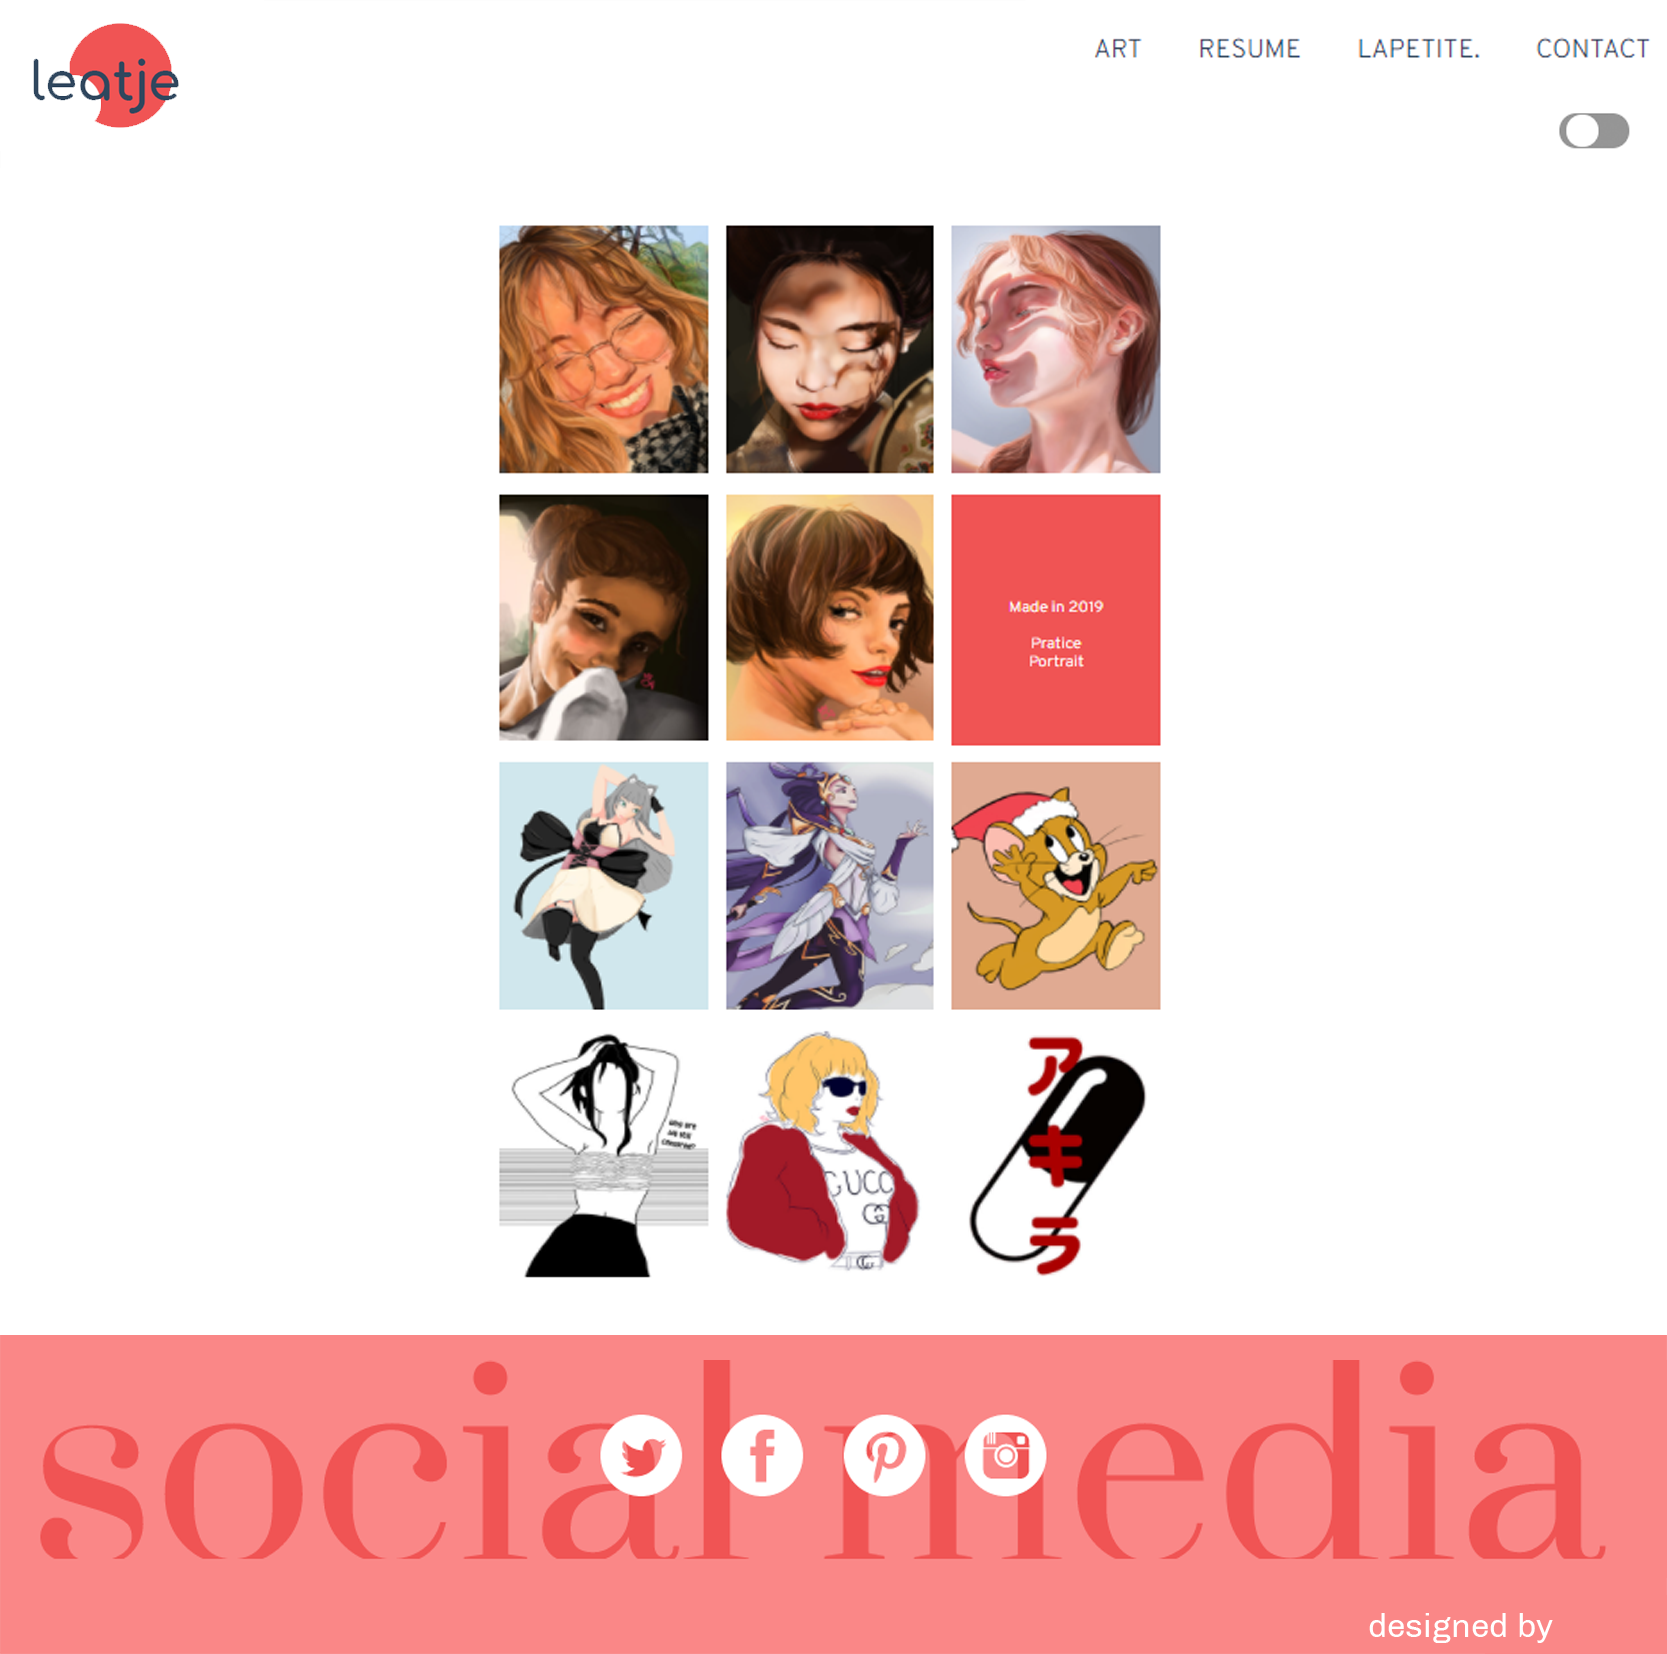 leatje
ART RESUME LAPETITE. CONTACT
Made in 2019
Pratice
Portrait
why are
we still
censored?
GUCC
G
アキラ
social media
designed by